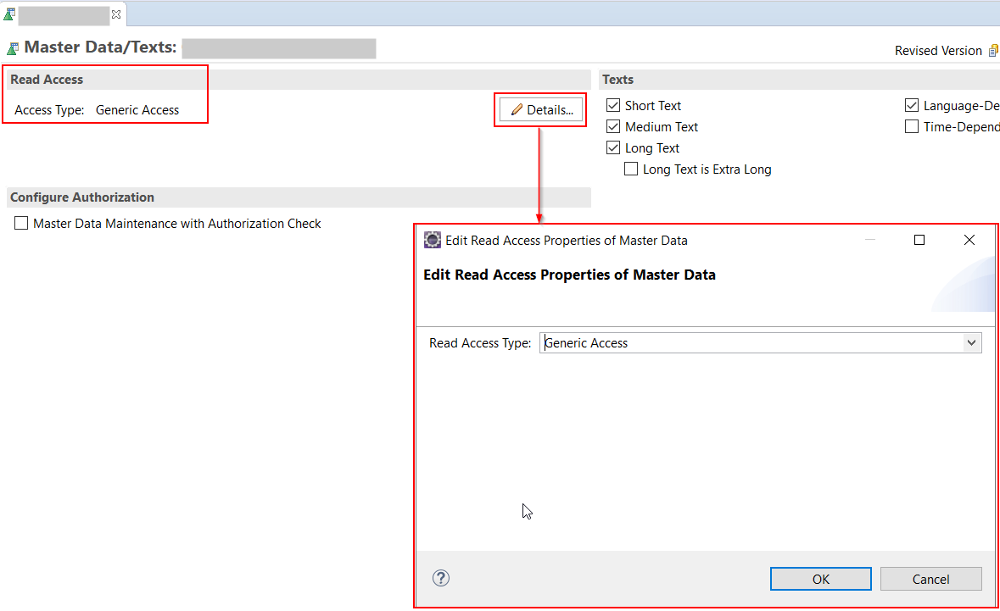 Master Data/Texts:
Revised Version
Read Access
Access Type: Generic Access
Details...
Texts
Short Text
Language-De
Medium Text
Time-Depend
Long Text
Long Text is Extra Long
Configure Authorization
Master Data Maintenance with Authorization Check
Edit Read Access Properties of Master Data
Edit Read Access Properties of Master Data
Read Access Type: Generic Access
?
OK
Cancel